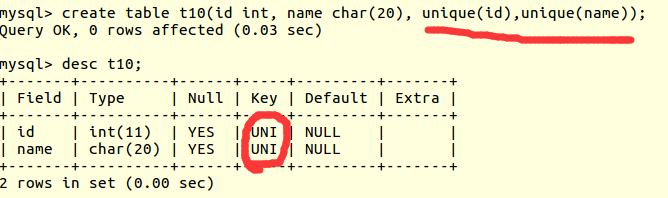 mysql> create table t10(id int, name char(20), unique(id),unique(name));
Query OK, 0 rows affected (0.03 sec)
mysql> desc t10;
+-------+----------+------+-----+---------+-------+
| Field | Type     | Null | Key | Default | Extra |
+-------+----------+------+-----+---------+-------+
| id    | int(11)  | YES  | UNI | NULL    |       |
| name  | char(20) | YES  | UNI | NULL    |       |
+-------+----------+------+-----+---------+-------+
2 rows in set (0.00 sec)